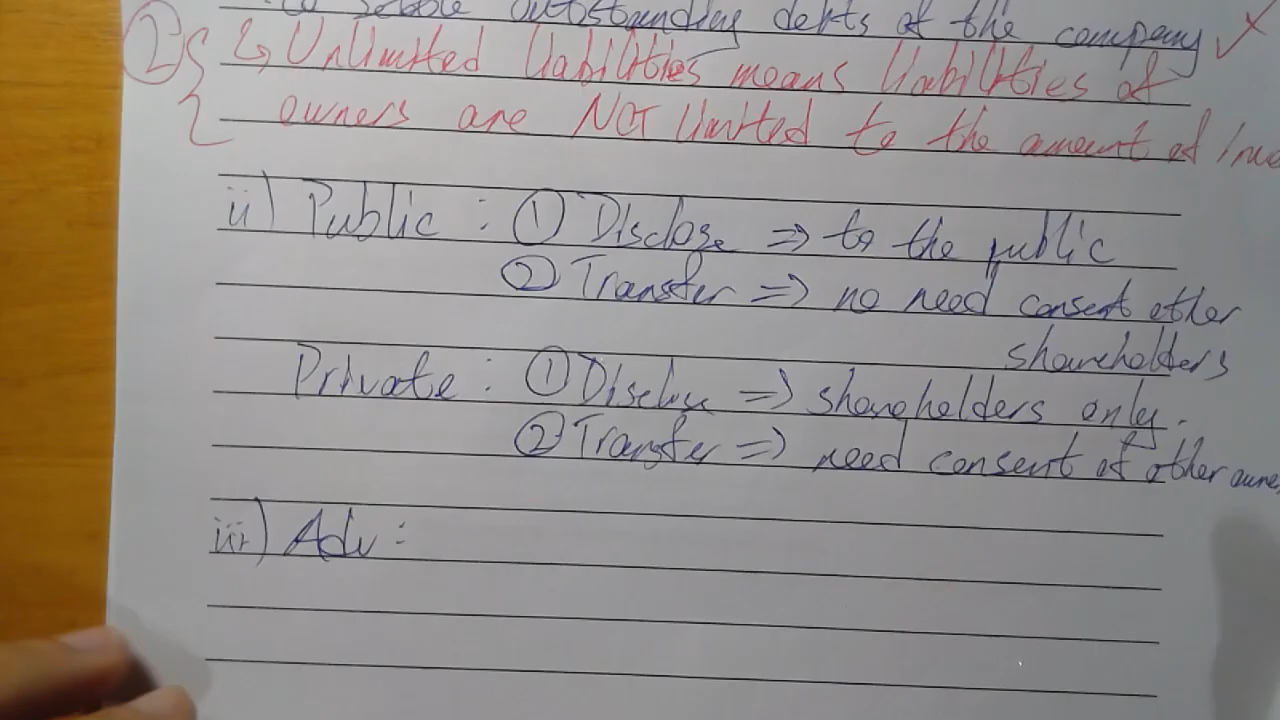 to settle outstanding debts of the company ✗
② ↳ Unlimited liabilities means liabilities of
owners are NOT limited to the amount of
ii) Public : ① Disclose ⇒ to the public
② Transfer ⇒ no need consent other
shareholders
Private : ① Disclose ⇒ shareholders only.
② Transfer ⇒ need consent of other
iii) Adv :